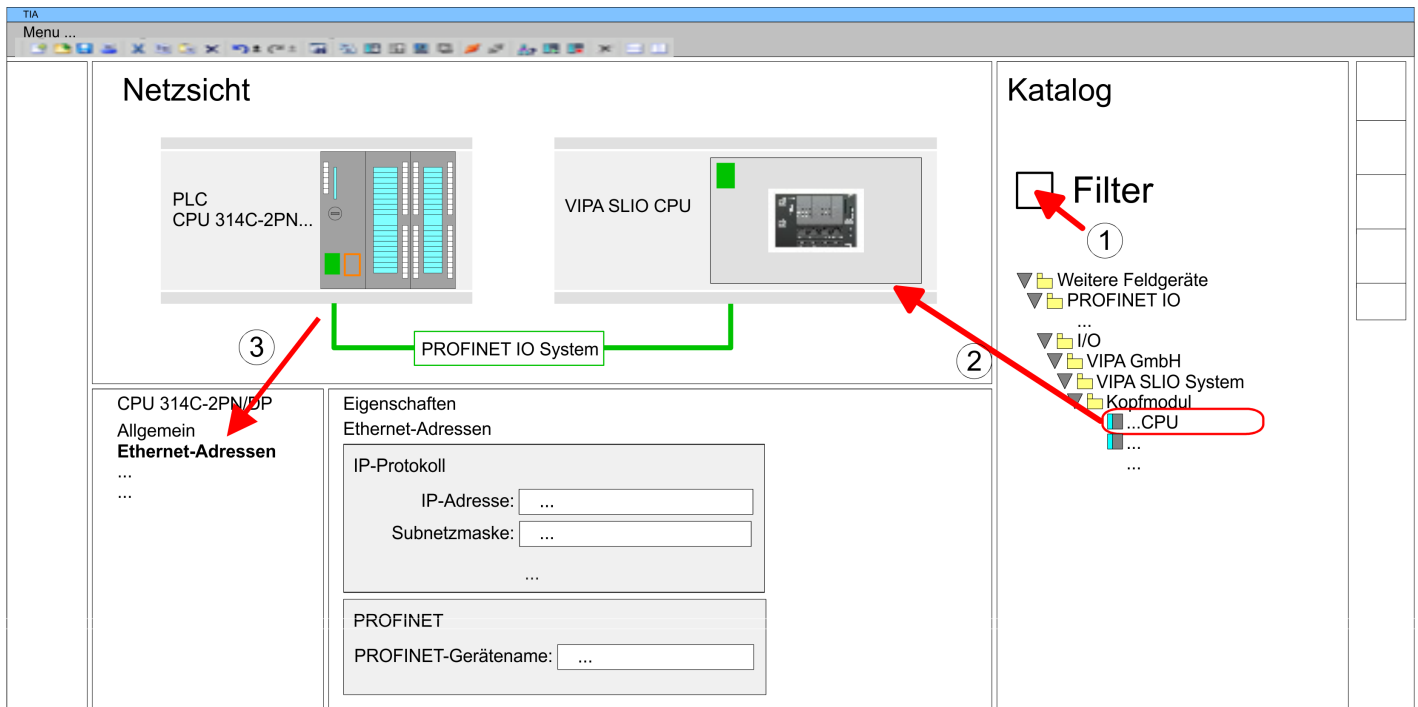 TIA
Menu ...
Netzsicht
PLC
CPU 314C-2PN...
VIPA SLIO CPU
PROFINET IO System
3
2
Katalog
Filter
1
Weitere Feldgeräte
PROFINET IO
...
I/O
VIPA GmbH
VIPA SLIO System
Kopfmodul
...CPU
...
...
CPU 314C-2PN/DP
Allgemein
Ethernet-Adressen
...
...
Eigenschaften
Ethernet-Adressen
IP-Protokoll
IP-Adresse: ...
Subnetzmaske: ...
...
PROFINET
PROFINET-Gerätename: ...